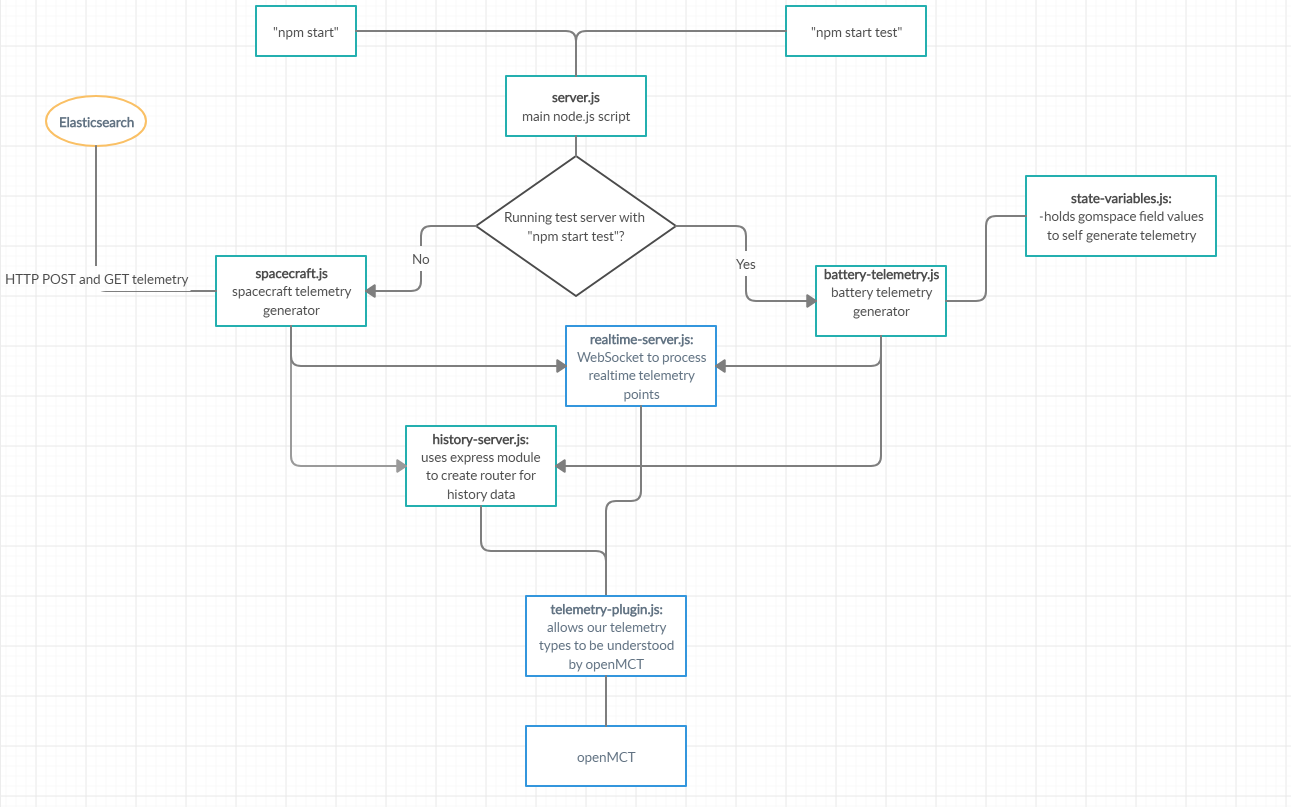 "npm start"
"npm start test"
server.js
main node.js script
Elasticsearch
Running test server with
"npm start test"?
state-variables.js:
-holds gomspace field values
to self generate telemetry
No
Yes
HTTP POST and GET telemetry
spacecraft.js
spacecraft telemetry
generator
battery-telemetry.js
battery telemetry
generator
realtime-server.js:
WebSocket to process
realtime telemetry
points
history-server.js:
uses express module
to create router for
history data
telemetry-plugin.js:
allows our telemetry
types to be understood
by openMCT
openMCT